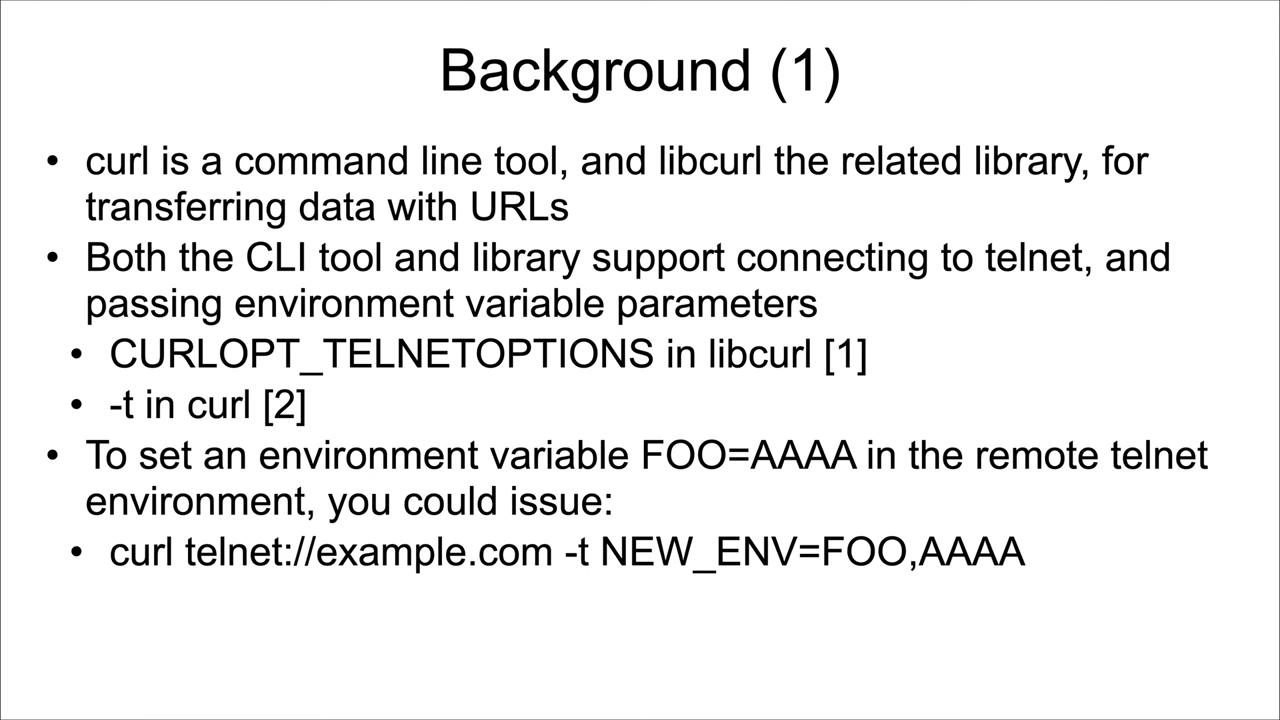 Background (1)
• curl is a command line tool, and libcurl the related library, for
transferring data with URLs
• Both the CLI tool and library support connecting to telnet, and
passing environment variable parameters
• CURLOPT_TELNETOPTIONS in libcurl [1]
• -t in curl [2]
• To set an environment variable FOO=AAAA in the remote telnet
environment, you could issue:
• curl telnet://example.com -t NEW_ENV=FOO,AAAA